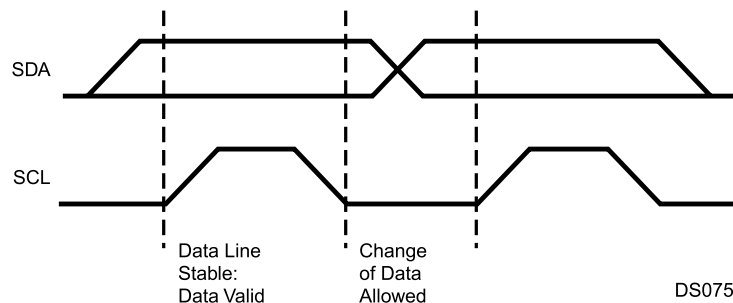 SDA
SCL
Data Line
Stable:
Data Valid
Change
of Data
Allowed
DS075